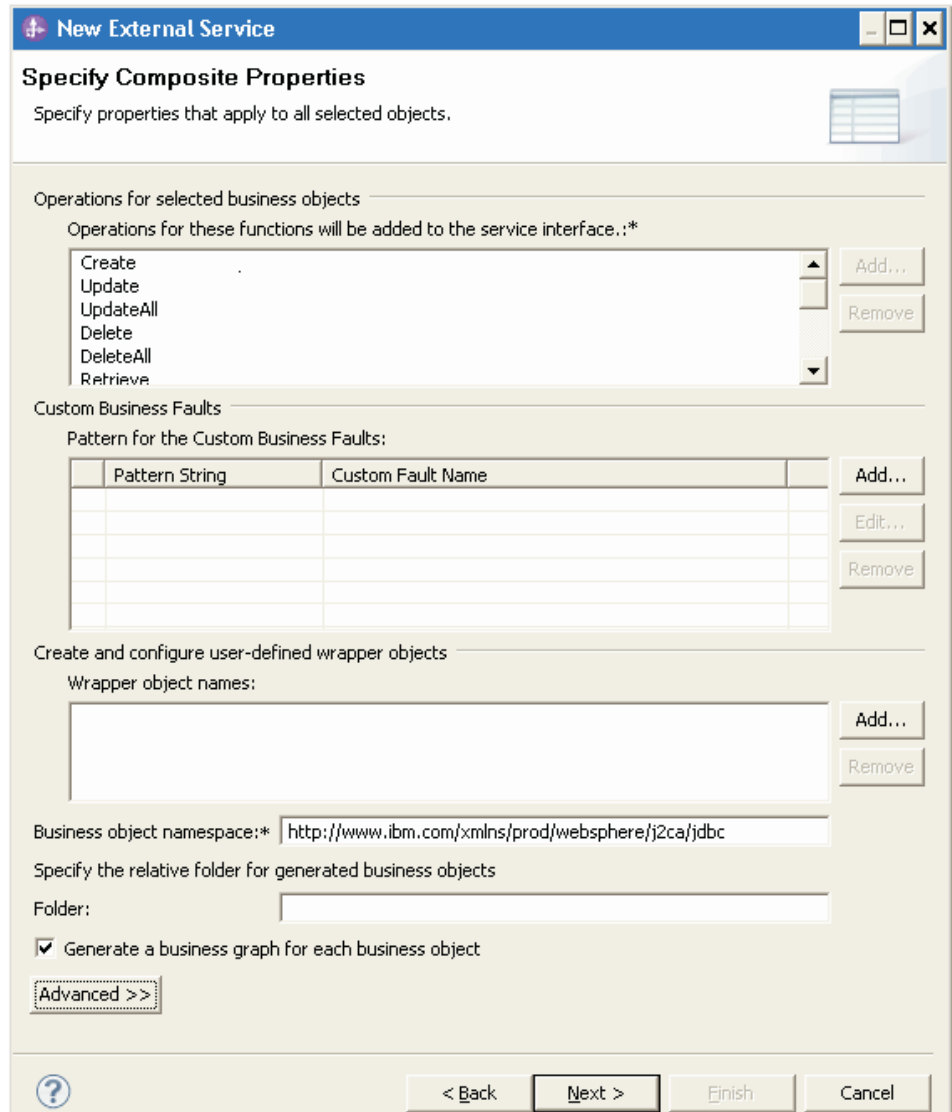 New External Service
Specify Composite Properties
Specify properties that apply to all selected objects.
Operations for selected business objects
Operations for these functions will be added to the service interface.:*
Create
Update
UpdateAll
Delete
DeleteAll
Retrieve
Add...
Remove
Custom Business Faults
Pattern for the Custom Business Faults:
Pattern String Custom Fault Name
Add...
Edit...
Remove
Create and configure user-defined wrapper objects
Wrapper object names:
Add...
Remove
Business object namespace:* http://www.ibm.com/xmlns/prod/websphere/j2ca/jdbc
Specify the relative folder for generated business objects
Folder:
Generate a business graph for each business object
Advanced >>
? < Back Next > Finish Cancel